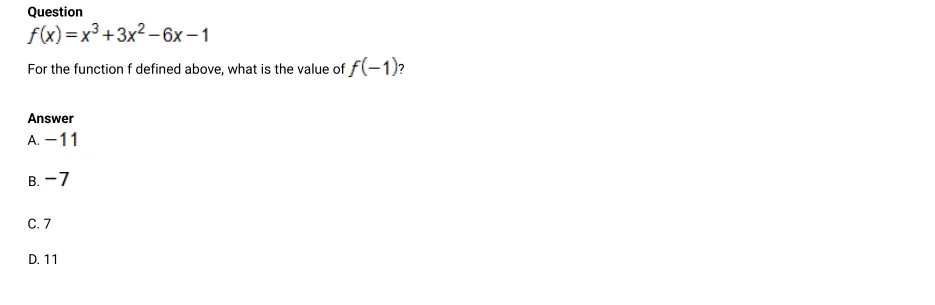 Question
f(x)=x³+3x²−6x−1
For the function f defined above, what is the value of f(−1)?
Answer
A. −11
B. −7
C. 7
D. 11